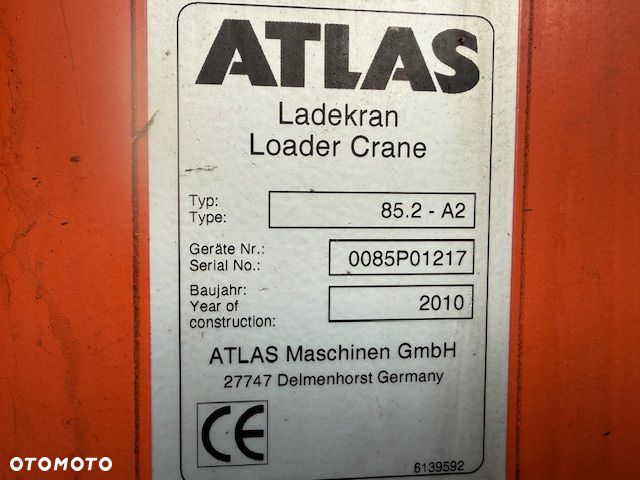 ATLAS
Ladekran
Loader Crane
Typ:
Type:
85.2 - A2
Geräte Nr.:
Serial No.:
0085P01217
Baujahr:
Year of
construction:
2010
ATLAS Maschinen GmbH
27747 Delmenhorst Germany
CE
6139592
OTOMOTO